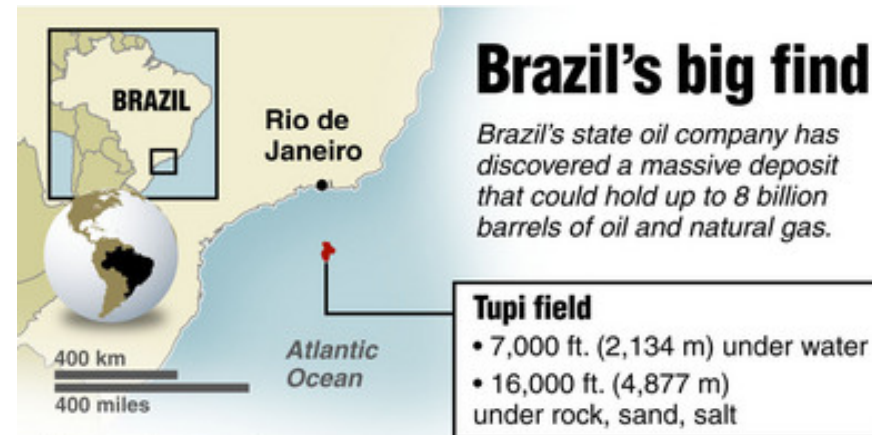 Brazil's big find
Brazil's state oil company has
discovered a massive deposit
that could hold up to 8 billion
barrels of oil and natural gas.
BRAZIL
Rio de
Janeiro
Atlantic
Ocean
400 km
400 miles
Tupi field
• 7,000 ft. (2,134 m) under water
• 16,000 ft. (4,877 m)
under rock, sand, salt